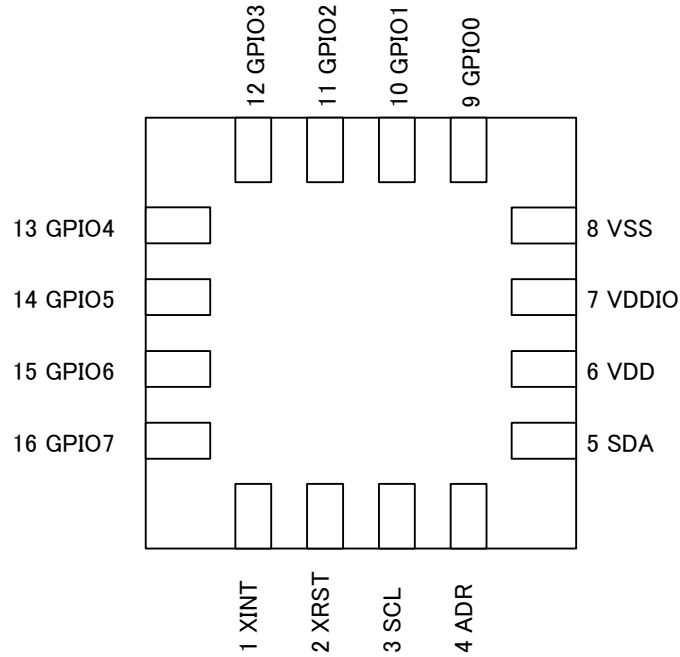 12 GPIO3
11 GPIO2
10 GPIO1
9 GPIO0
13 GPIO4
14 GPIO5
15 GPIO6
16 GPIO7
8 VSS
7 VDDIO
6 VDD
5 SDA
1 XINT
2 XRST
3 SCL
4 ADR